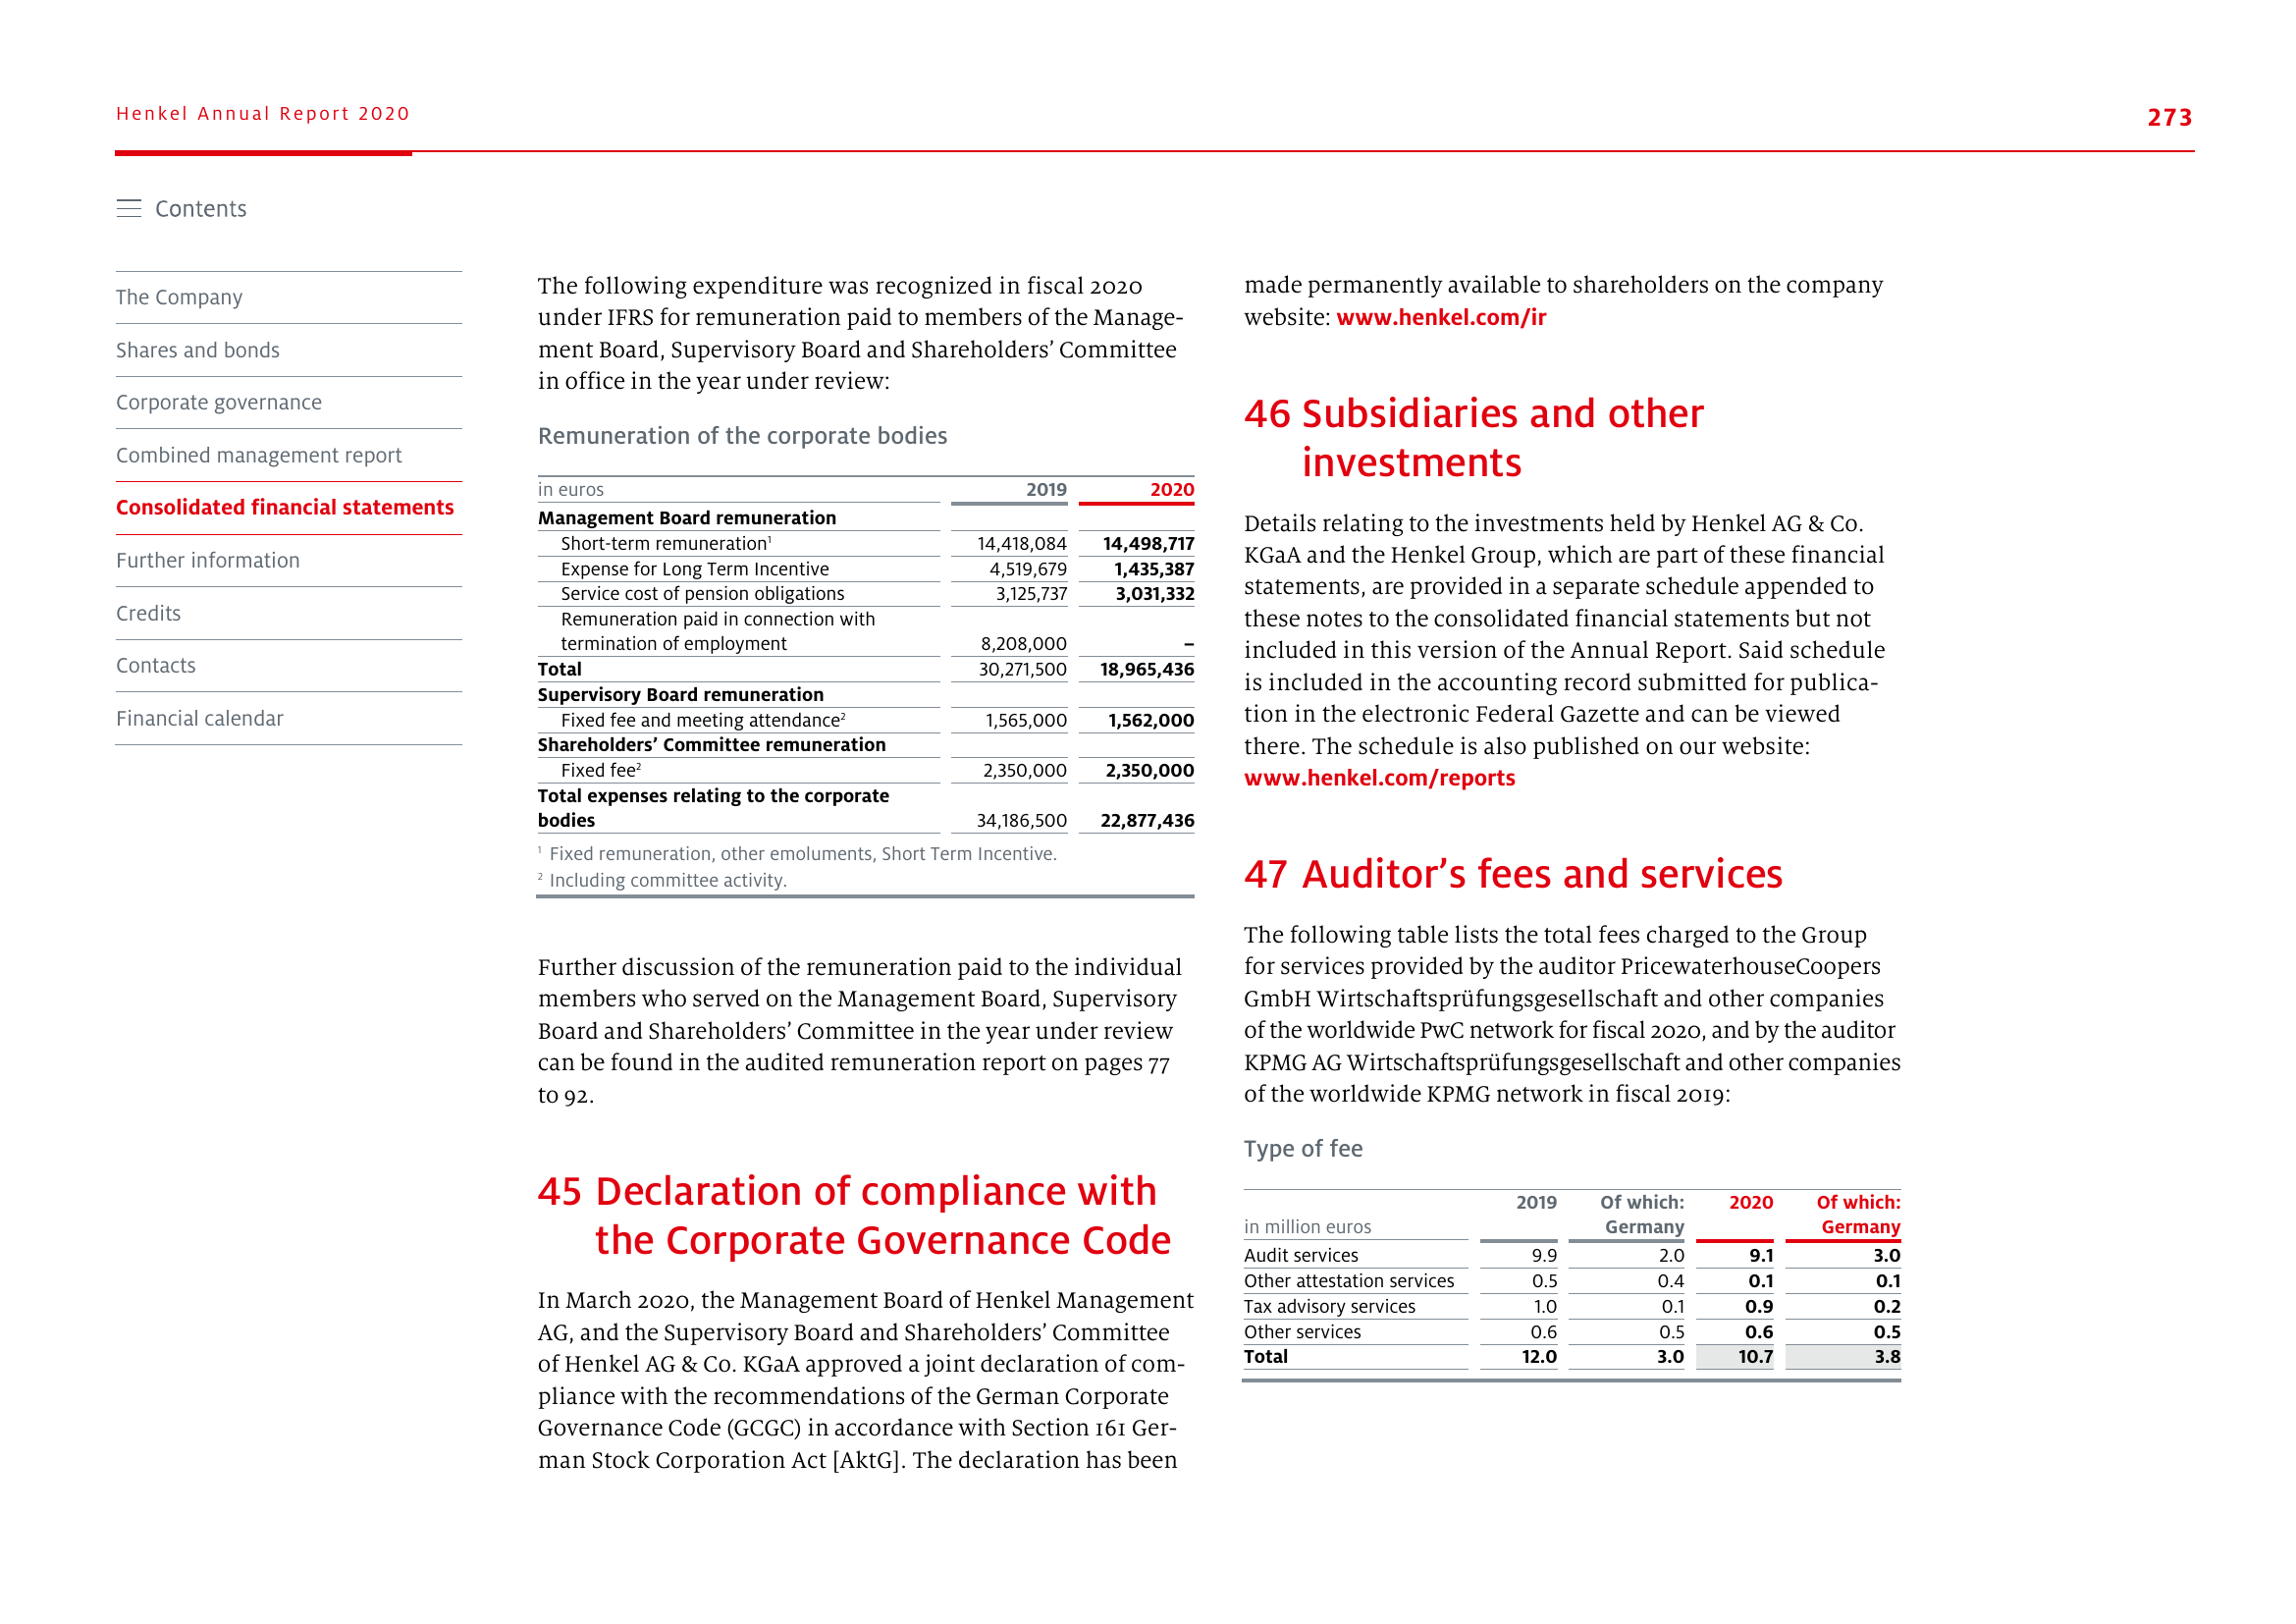 Henkel Annual Report 2020
273
Contents
The Company
Shares and bonds
Corporate governance
Combined management report
Consolidated financial statements
Further information
Credits
Contacts
Financial calendar
The following expenditure was recognized in fiscal 2020
under IFRS for remuneration paid to members of the Manage-
ment Board, Supervisory Board and Shareholders’ Committee
in office in the year under review:
Remuneration of the corporate bodies
in euros 2019 2020
Management Board remuneration
Short-term remuneration¹ 14,418,084 14,498,717
Expense for Long Term Incentive 4,519,679 1,435,387
Service cost of pension obligations 3,125,737 3,031,332
Remuneration paid in connection with
termination of employment 8,208,000 –
Total 30,271,500 18,965,436
Supervisory Board remuneration
Fixed fee and meeting attendance² 1,565,000 1,562,000
Shareholders’ Committee remuneration
Fixed fee² 2,350,000 2,350,000
Total expenses relating to the corporate
bodies 34,186,500 22,877,436
¹ Fixed remuneration, other emoluments, Short Term Incentive.
² Including committee activity.
Further discussion of the remuneration paid to the individual
members who served on the Management Board, Supervisory
Board and Shareholders’ Committee in the year under review
can be found in the audited remuneration report on pages 77
to 92.
45 Declaration of compliance with
the Corporate Governance Code
In March 2020, the Management Board of Henkel Management
AG, and the Supervisory Board and Shareholders’ Committee
of Henkel AG & Co. KGaA approved a joint declaration of com-
pliance with the recommendations of the German Corporate
Governance Code (GCGC) in accordance with Section 161 Ger-
man Stock Corporation Act [AktG]. The declaration has been
made permanently available to shareholders on the company
website: www.henkel.com/ir
46 Subsidiaries and other
investments
Details relating to the investments held by Henkel AG & Co.
KGaA and the Henkel Group, which are part of these financial
statements, are provided in a separate schedule appended to
these notes to the consolidated financial statements but not
included in this version of the Annual Report. Said schedule
is included in the accounting record submitted for publica-
tion in the electronic Federal Gazette and can be viewed
there. The schedule is also published on our website:
www.henkel.com/reports
47 Auditor’s fees and services
The following table lists the total fees charged to the Group
for services provided by the auditor PricewaterhouseCoopers
GmbH Wirtschaftsprüfungsgesellschaft and other companies
of the worldwide PwC network for fiscal 2020, and by the auditor
KPMG AG Wirtschaftsprüfungsgesellschaft and other companies
of the worldwide KPMG network in fiscal 2019:
Type of fee
2019 Of which: 2020 Of which:
in million euros Germany Germany
Audit services 9.9 2.0 9.1 3.0
Other attestation services 0.5 0.4 0.1 0.1
Tax advisory services 1.0 0.1 0.9 0.2
Other services 0.6 0.5 0.6 0.5
Total 12.0 3.0 10.7 3.8